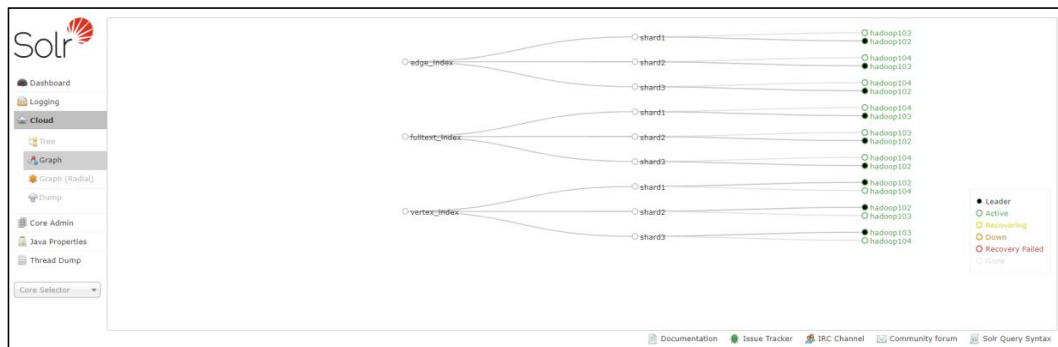 Solr
Dashboard
Logging
Cloud
Tree
Graph
Graph (Radial)
Dump
Core Admin
Java Properties
Thread Dump
Core Selector
edge_index
shard1
hadoop103
hadoop102
shard2
hadoop104
hadoop103
shard3
hadoop104
hadoop102
fulltext_index
shard1
hadoop104
hadoop103
shard2
hadoop103
hadoop102
shard3
hadoop104
hadoop102
vertex_index
shard1
hadoop102
hadoop104
shard2
hadoop102
hadoop103
shard3
hadoop103
hadoop104
Leader
Active
Recovering
Down
Recovery Failed
Gone
Documentation Issue Tracker IRC Channel Community forum Solr Query Syntax